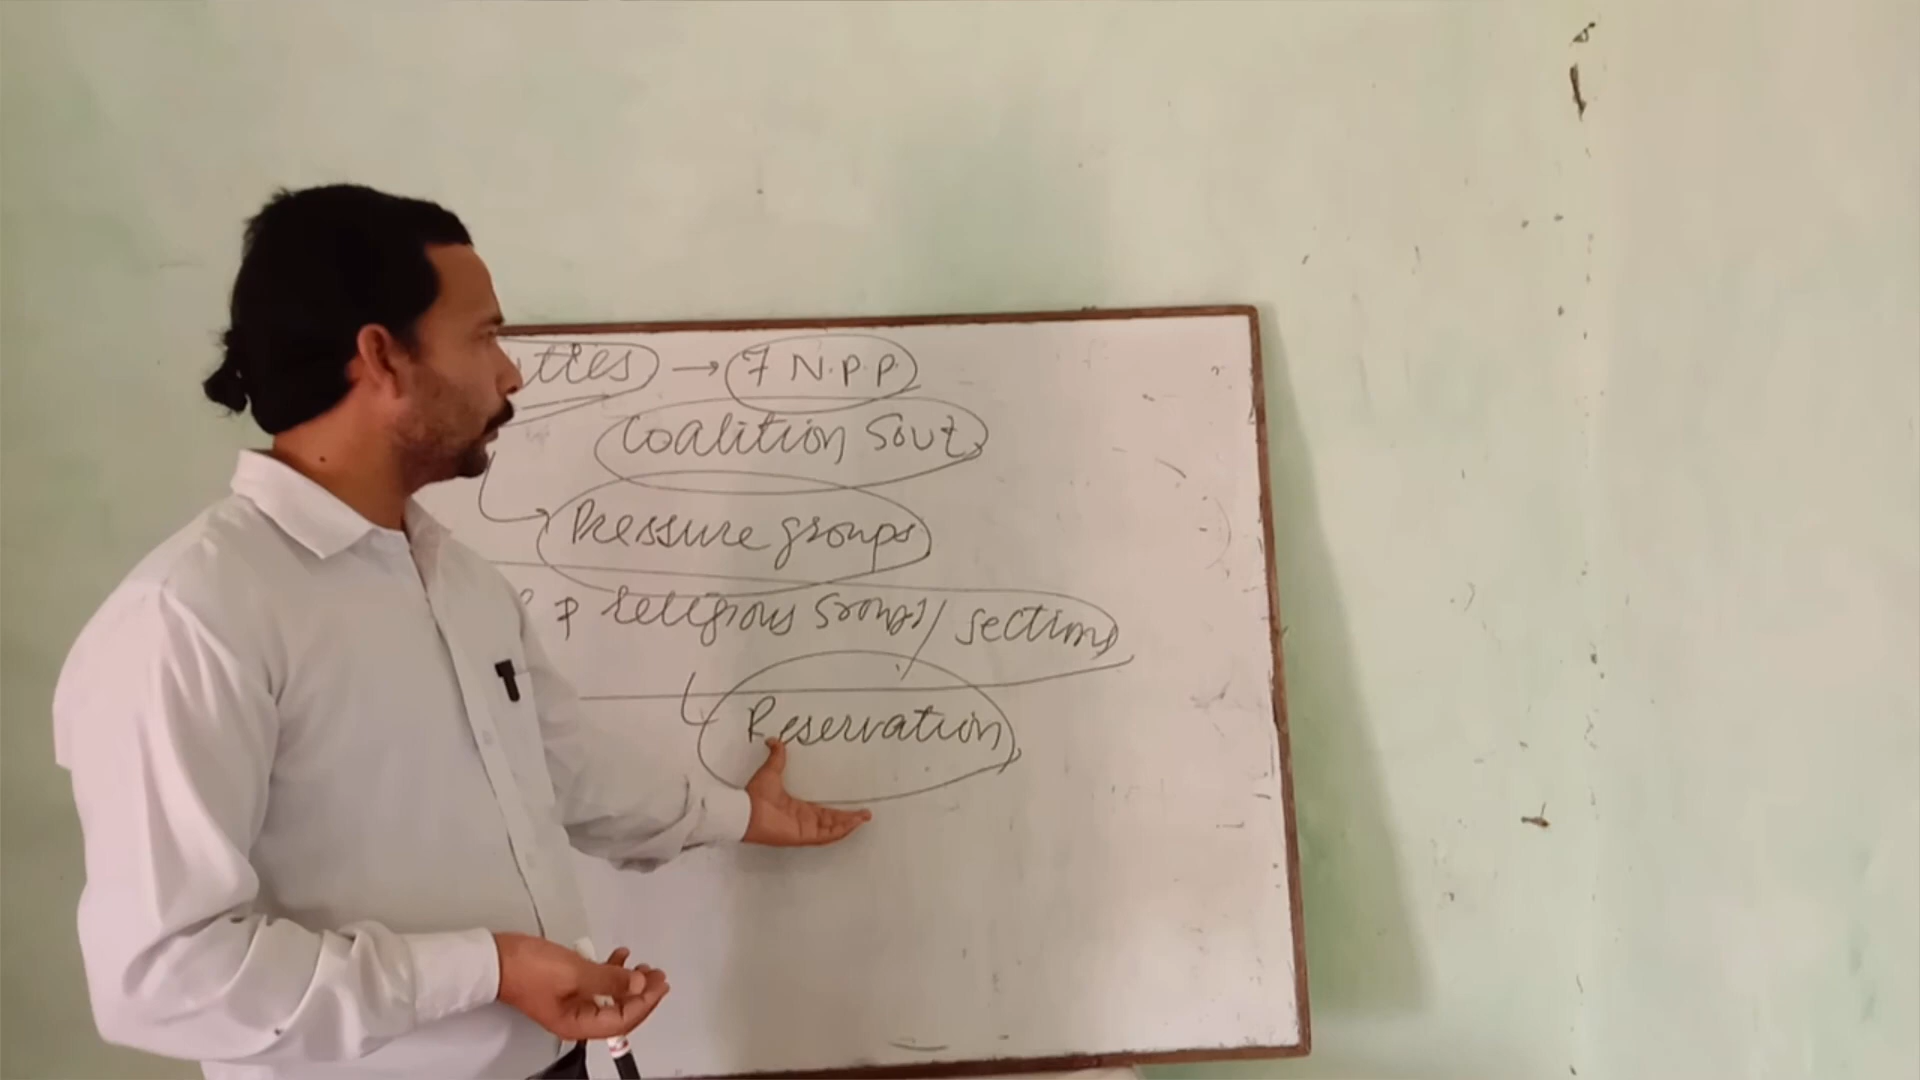 → 7 N.P.P.
Coalition Govt
Pressure groups
religious groups / sections
Reservation